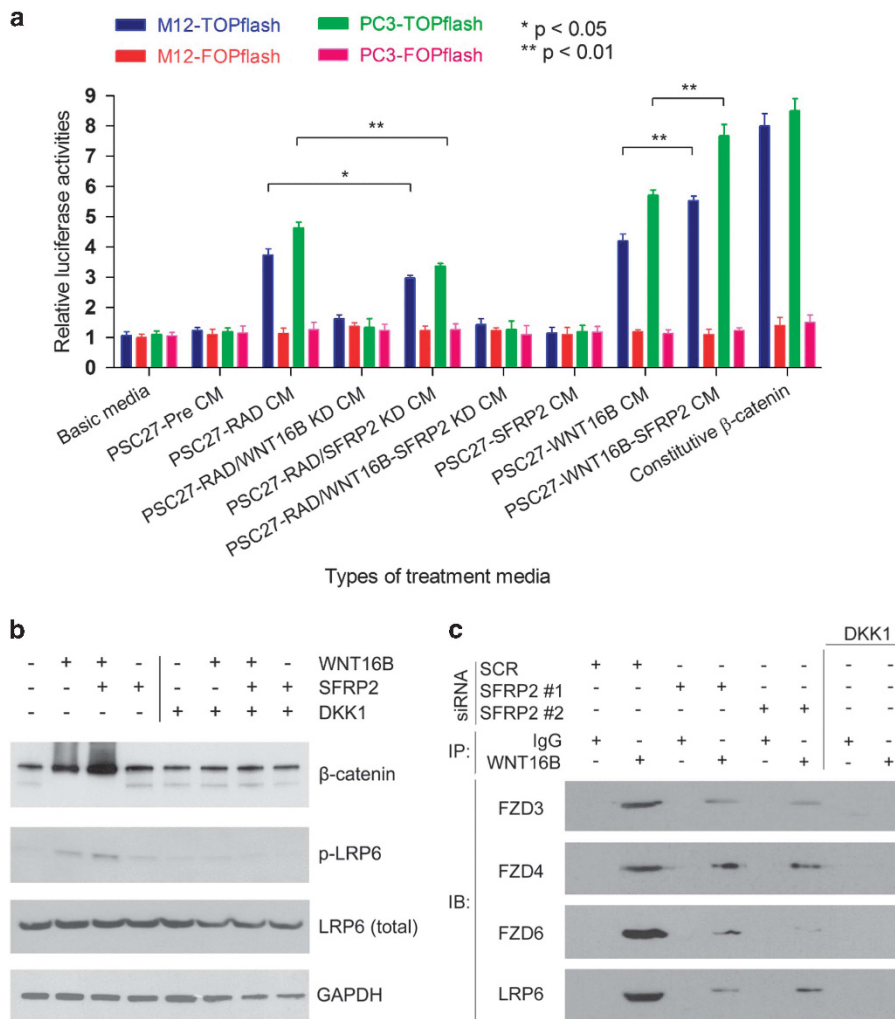 a
M12-TOPflash PC3-TOPflash * p < 0.05
M12-FOPflash PC3-FOPflash ** p < 0.01
Relative luciferase activities
9
8
7
6
5
4
3
2
1
0
*
**
**
**
Basic media
PSC27-Pre CM
PSC27-RAD CM
PSC27-RAD/WNT16B KD CM
PSC27-RAD/SFRP2 KD CM
PSC27-RAD/WNT16B-SFRP2 KD CM
PSC27-SFRP2 CM
PSC27-WNT16B CM
PSC27-WNT16B-SFRP2 CM
Constitutive β-catenin
Types of treatment media
b
- + + - - + + - WNT16B
- - + + - - + + SFRP2
- - - - + + + + DKK1
β-catenin
p-LRP6
LRP6 (total)
GAPDH
c
DKK1
siRNA
SCR + + - - - - - -
SFRP2 #1 - - + + - - - -
SFRP2 #2 - - - - + + - -
IP:
IgG + - + - + - + -
WNT16B - + - + - + - +
IB:
FZD3
FZD4
FZD6
LRP6